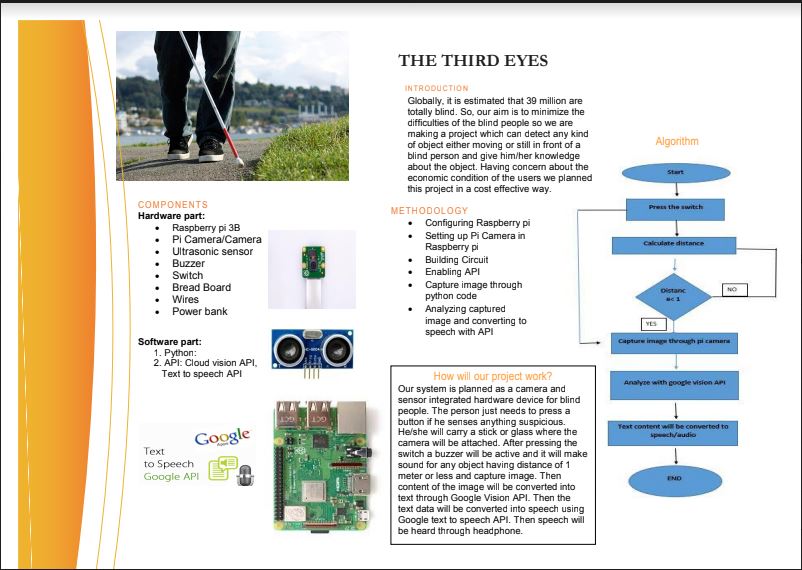 THE THIRD EYES
INTRODUCTION
Globally, it is estimated that 39 million are
totally blind. So, our aim is to minimize the
difficulties of the blind people so we are
making a project which can detect any kind
of object either moving or still in front of a
blind person and give him/her knowledge
about the object. Having concern about the
economic condition of the users we planned
this project in a cost effective way.
COMPONENTS
Hardware part:
• Raspberry pi 3B
• Pi Camera/Camera
• Ultrasonic sensor
• Buzzer
• Switch
• Bread Board
• Wires
• Power bank
Software part:
1. Python:
2. API: Cloud vision API,
Text to speech API
Google
Text
to Speech
Google API
METHODOLOGY
• Configuring Raspberry pi
• Setting up Pi Camera in
Raspberry pi
• Building Circuit
• Enabling API
• Capture image through
python code
• Analyzing captured
image and converting to
speech with API
How will our project work?
Our system is planned as a camera and
sensor integrated hardware device for blind
people. The person just needs to press a
button if he senses anything suspicious.
He/she will carry a stick or glass where the
camera will be attached. After pressing the
switch a buzzer will be active and it will make
sound for any object having distance of 1
meter or less and capture image. Then
content of the image will be converted into
text through Google Vision API. Then the
text data will be converted into speech using
Google text to speech API. Then speech will
be heard through headphone.
Algorithm
Start
Press the switch
Calculate distance
Distanc
e< 1
NO
YES
Capture image through pi camera
Analyze with google vision API
Text content will be converted to
speech/audio
END